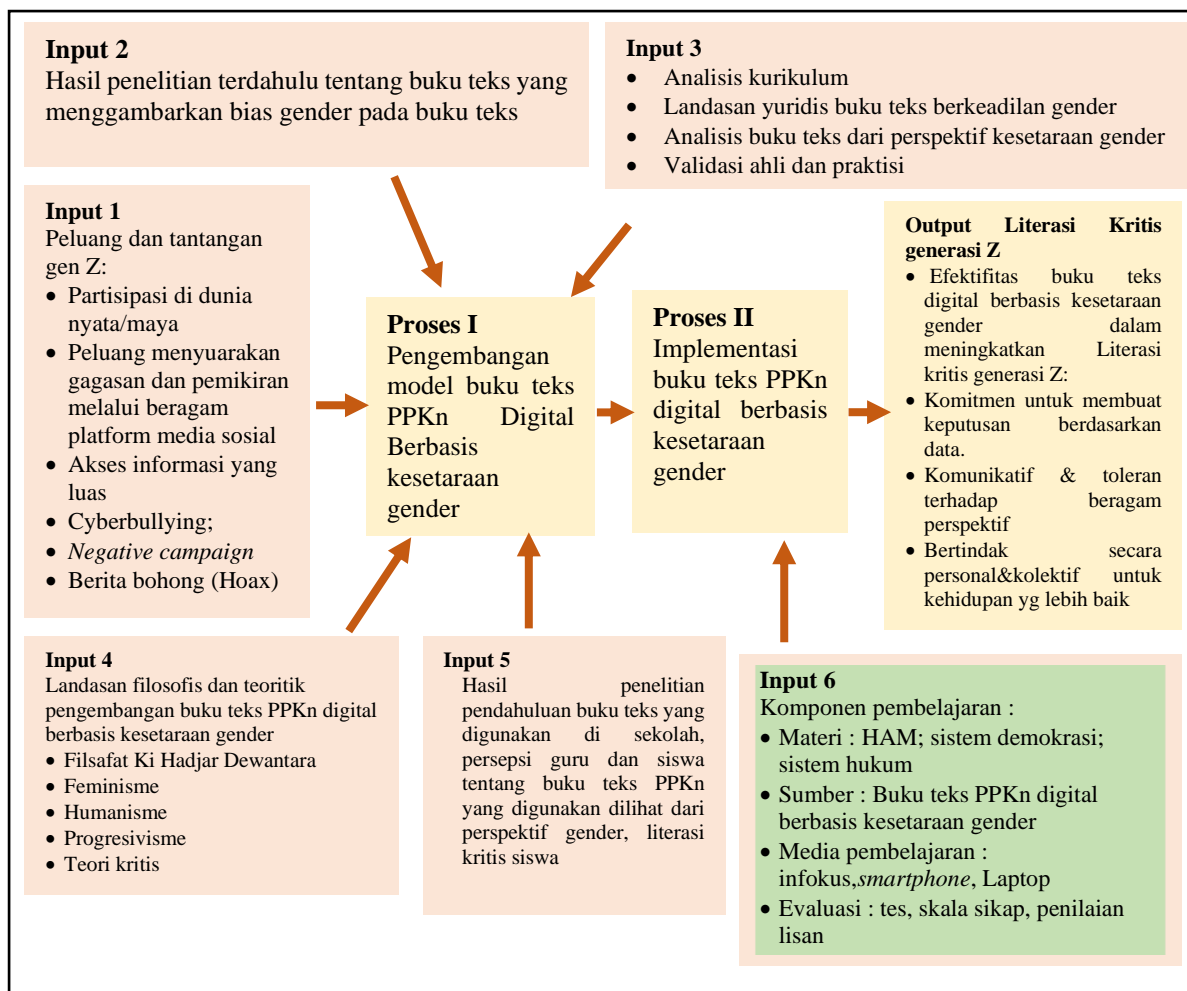 Input 2
Hasil penelitian terdahulu tentang buku teks yang
menggambarkan bias gender pada buku teks
Input 3
• Analisis kurikulum
• Landasan yuridis buku teks berkeadilan gender
• Analisis buku teks dari perspektif kesetaraan gender
• Validasi ahli dan praktisi
Input 1
Peluang dan tantangan
gen Z:
• Partisipasi di dunia
nyata/maya
• Peluang menyuarakan
gagasan dan pemikiran
melalui beragam
platform media sosial
• Akses informasi yang
luas
• Cyberbullying;
• Negative campaign
• Berita bohong (Hoax)
Proses I
Pengembangan
model buku teks
PPKn Digital
Berbasis
kesetaraan
gender
Proses II
Implementasi
buku teks PPKn
digital berbasis
kesetaraan
gender
Output Literasi Kritis
generasi Z
• Efektifitas buku teks
digital berbasis kesetaraan
gender dalam
meningkatkan Literasi
kritis generasi Z:
• Komitmen untuk membuat
keputusan berdasarkan
data.
• Komunikatif & toleran
terhadap beragam
perspektif
• Bertindak secara
personal&kolektif untuk
kehidupan yg lebih baik
Input 4
Landasan filosofis dan teoritik
pengembangan buku teks PPKn digital
berbasis kesetaraan gender
• Filsafat Ki Hadjar Dewantara
• Feminisme
• Humanisme
• Progresivisme
• Teori kritis
Input 5
Hasil penelitian
pendahuluan buku teks yang
digunakan di sekolah,
persepsi guru dan siswa
tentang buku teks PPKn
yang digunakan dilihat dari
perspektif gender, literasi
kritis siswa
Input 6
Komponen pembelajaran :
• Materi : HAM; sistem demokrasi;
sistem hukum
• Sumber : Buku teks PPKn digital
berbasis kesetaraan gender
• Media pembelajaran :
infokus,smartphone, Laptop
• Evaluasi : tes, skala sikap, penilaian
lisan